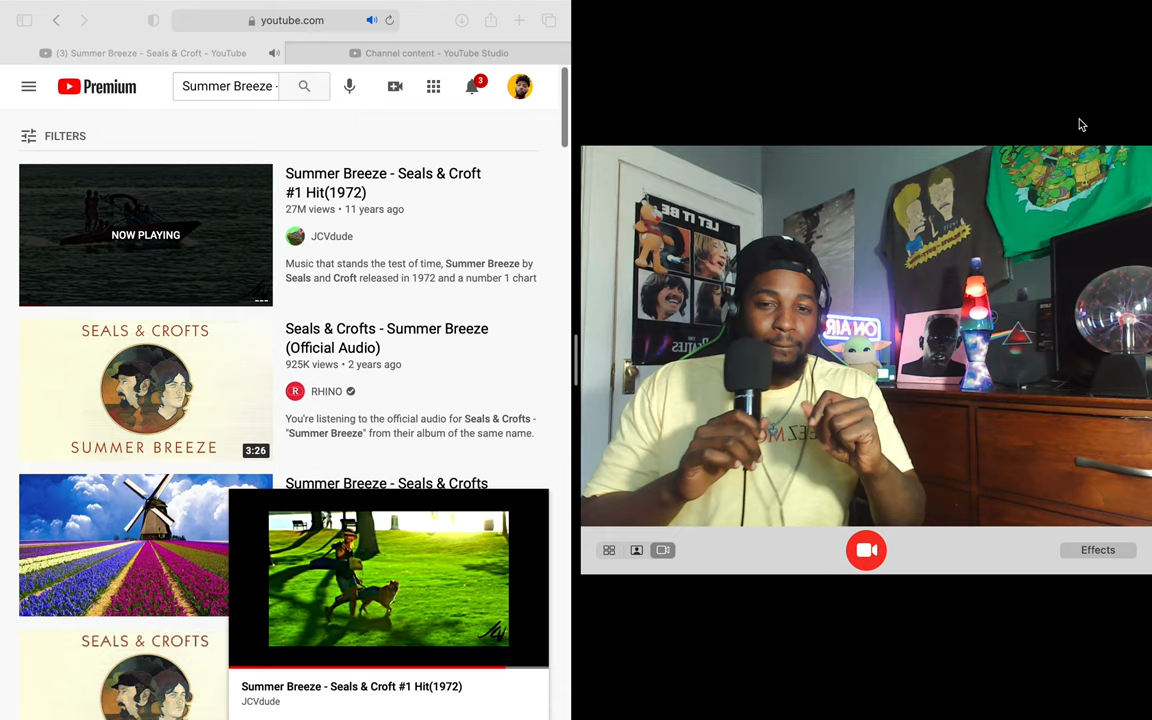 youtube.com
(3) Summer Breeze - Seals & Croft - YouTube
Channel content - YouTube Studio
Premium
Summer Breeze -
3
FILTERS
NOW PLAYING
Summer Breeze - Seals & Croft
#1 Hit(1972)
27M views • 11 years ago
JCVdude
Music that stands the test of time, Summer Breeze by
Seals and Croft released in 1972 and a number 1 chart
SEALS & CROFTS
SUMMER BREEZE
3:26
Seals & Crofts - Summer Breeze
(Official Audio)
925K views • 2 years ago
R
RHINO
You're listening to the official audio for Seals & Crofts -
"Summer Breeze" from their album of the same name.
Summer Breeze - Seals & Crofts
SEALS & CROFTS
Summer Breeze - Seals & Croft #1 Hit(1972)
JCVdude
LET IT BE
BEATLES
ON AIR
Effects